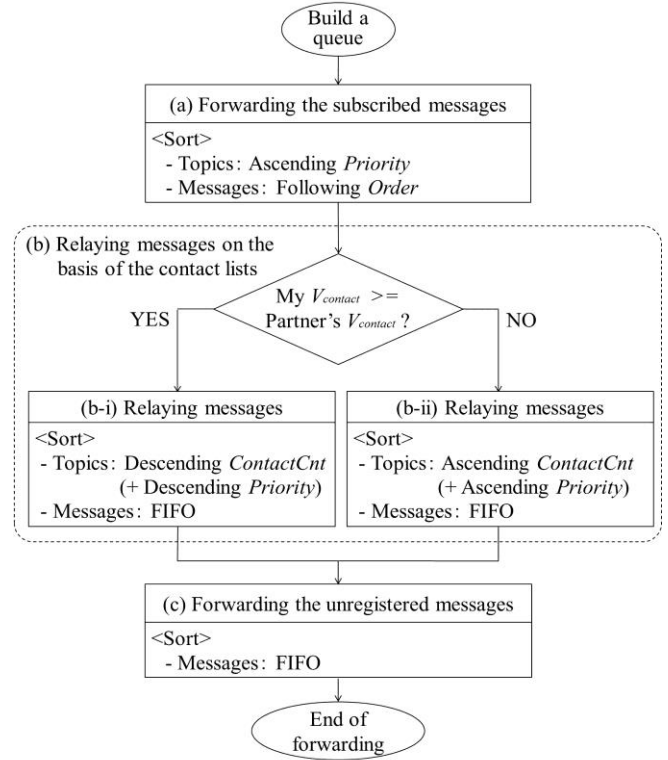 Build a
queue
(a) Forwarding the subscribed messages
<Sort>
- Topics: Ascending Priority
- Messages: Following Order
(b) Relaying messages on the
basis of the contact lists
My Vcontact >=
Partner's Vcontact ?
YES
NO
(b-i) Relaying messages
<Sort>
- Topics: Descending ContactCnt
(+ Descending Priority)
- Messages: FIFO
(b-ii) Relaying messages
<Sort>
- Topics: Ascending ContactCnt
(+ Ascending Priority)
- Messages: FIFO
(c) Forwarding the unregistered messages
<Sort>
- Messages: FIFO
End of
forwarding